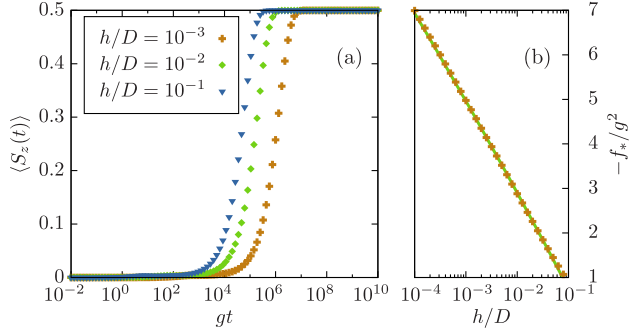 0.5
0.4
0.3
0.2
0.1
0
⟨S_z(t)⟩
h/D = 10^{-3}
h/D = 10^{-2}
h/D = 10^{-1}
(a)
10^{-2} 10^{0} 10^{2} 10^{4} 10^{6} 10^{8} 10^{10}
gt
(b)
7
6
5
4
3
2
1
−f_*/g^2
10^{-4} 10^{-3} 10^{-2} 10^{-1}
h/D